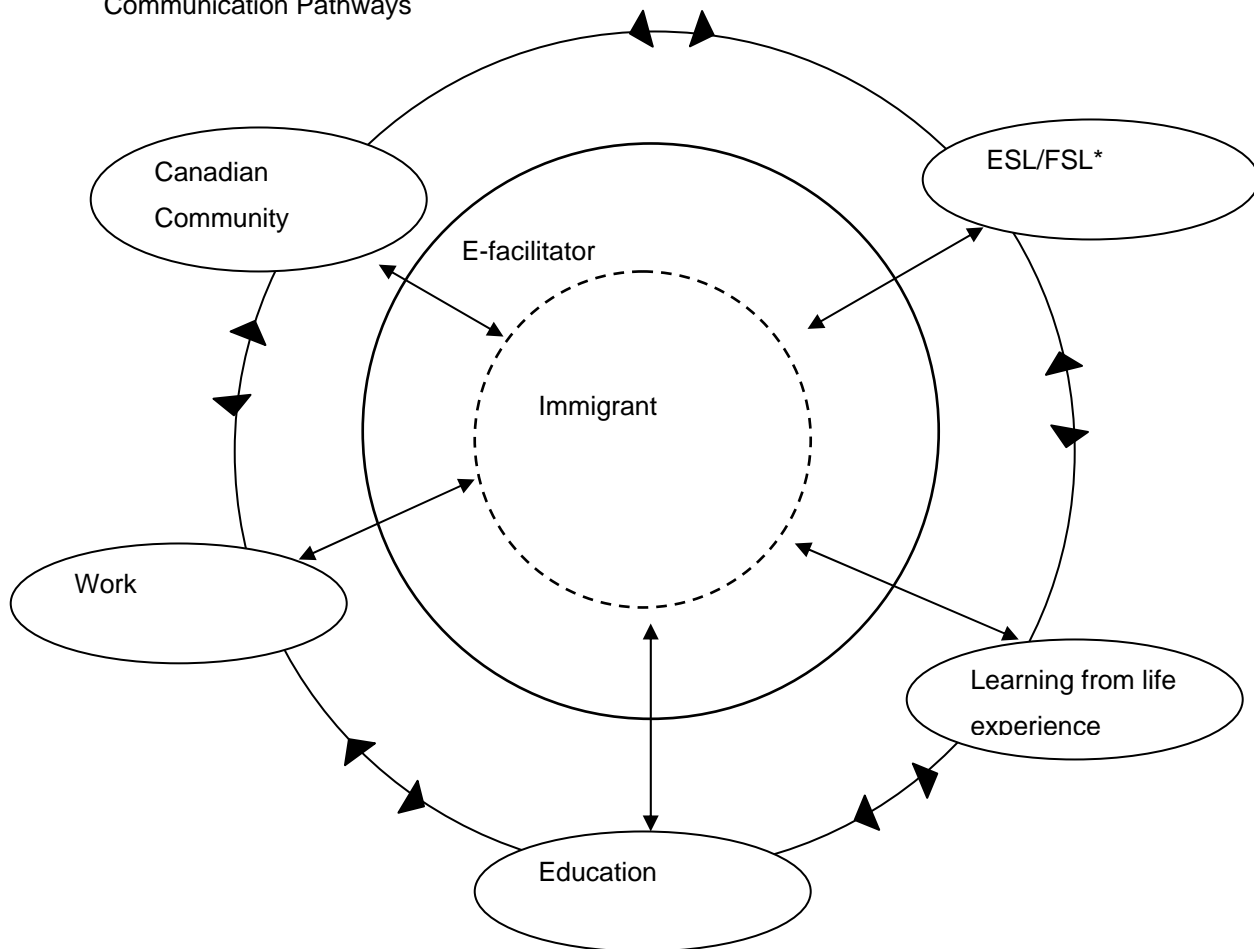 Communication Pathways
Canadian
Community
ESL/FSL*
E-facilitator
Immigrant
Work
Learning from life
experience
Education